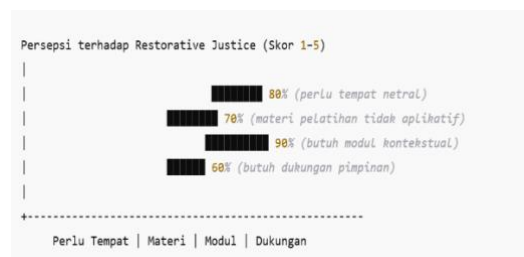 Persepsi terhadap Restorative Justice (Skor 1-5)
80% (perlu tempat netral)
70% (materi pelatihan tidak aplikatif)
90% (butuh modul kontekstual)
60% (butuh dukungan pimpinan)
Perlu Tempat | Materi | Modul | Dukungan